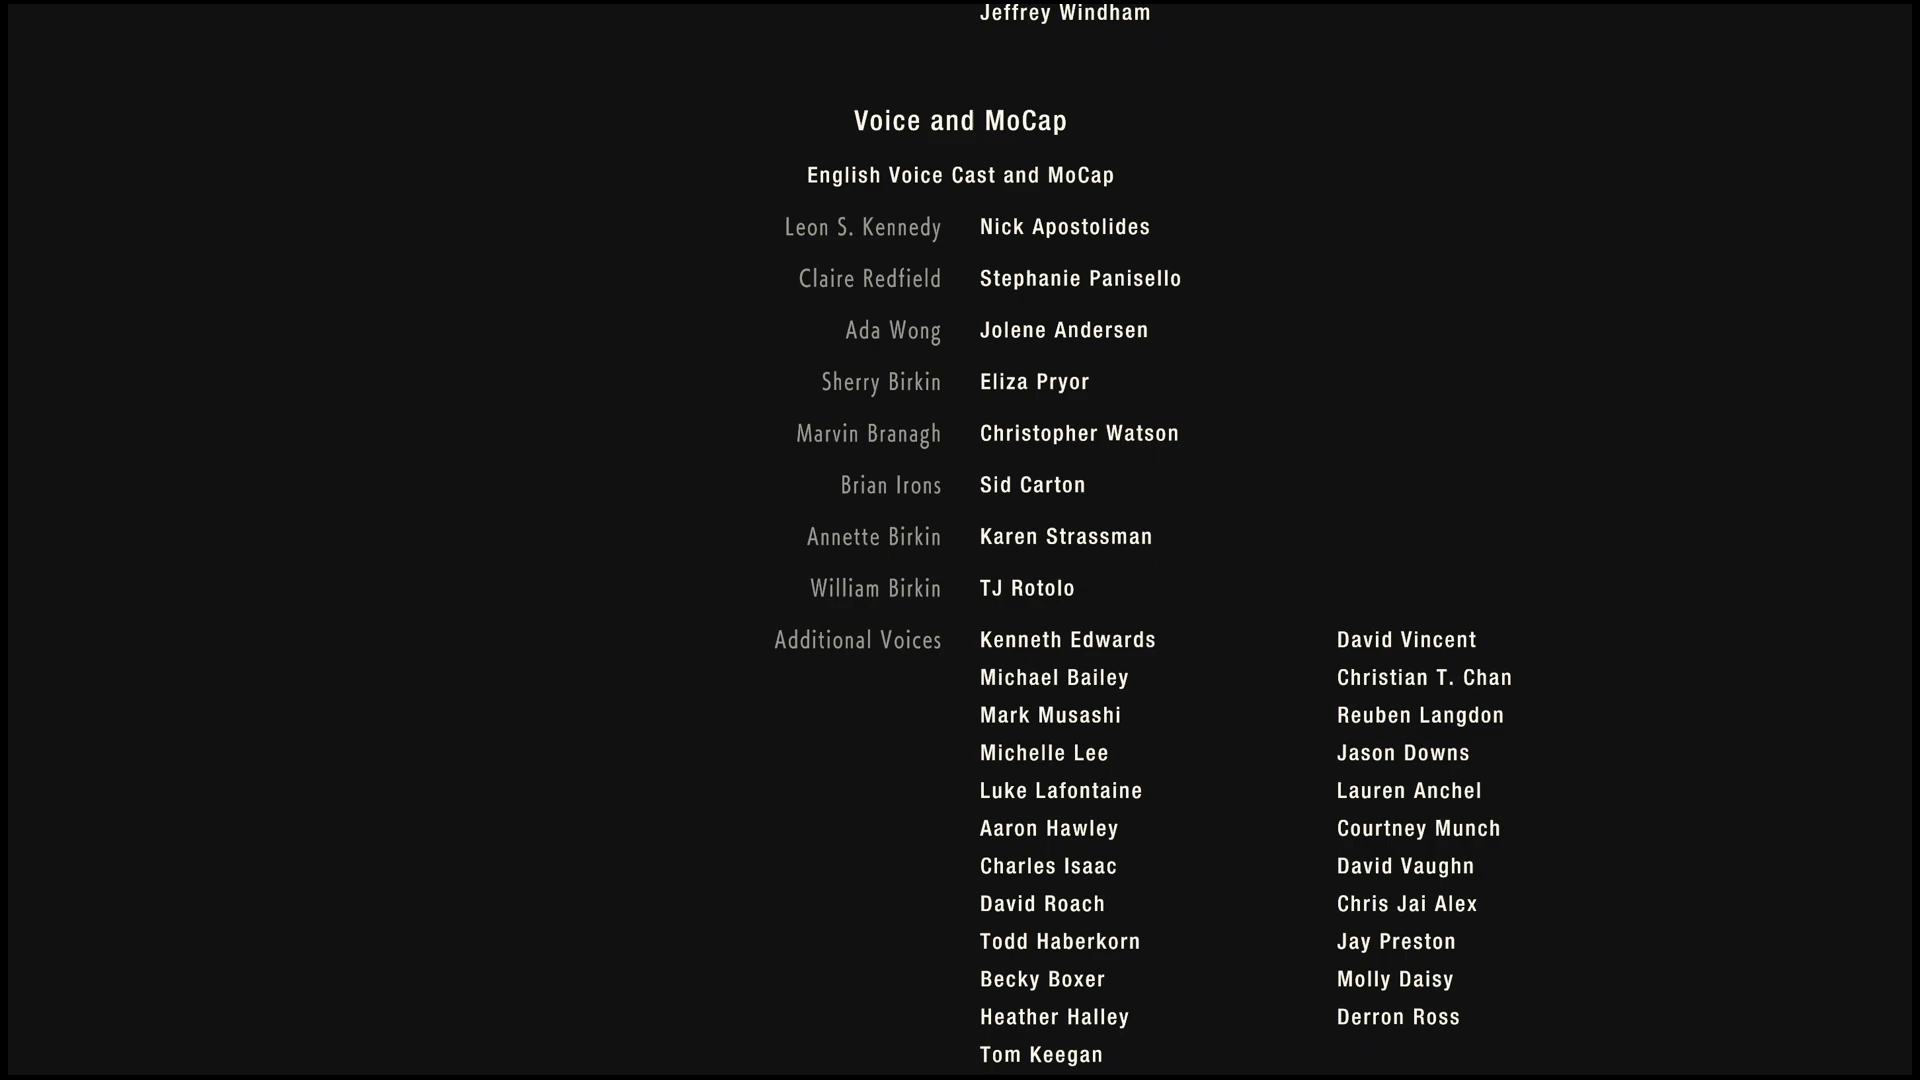 Jeffrey Windham
Voice and MoCap
English Voice Cast and MoCap
Leon S. Kennedy Nick Apostolides
Claire Redfield Stephanie Panisello
Ada Wong Jolene Andersen
Sherry Birkin Eliza Pryor
Marvin Branagh Christopher Watson
Brian Irons Sid Carton
Annette Birkin Karen Strassman
William Birkin TJ Rotolo
Additional Voices Kenneth Edwards David Vincent
Michael Bailey Christian T. Chan
Mark Musashi Reuben Langdon
Michelle Lee Jason Downs
Luke Lafontaine Lauren Anchel
Aaron Hawley Courtney Munch
Charles Isaac David Vaughn
David Roach Chris Jai Alex
Todd Haberkorn Jay Preston
Becky Boxer Molly Daisy
Heather Halley Derron Ross
Tom Keegan